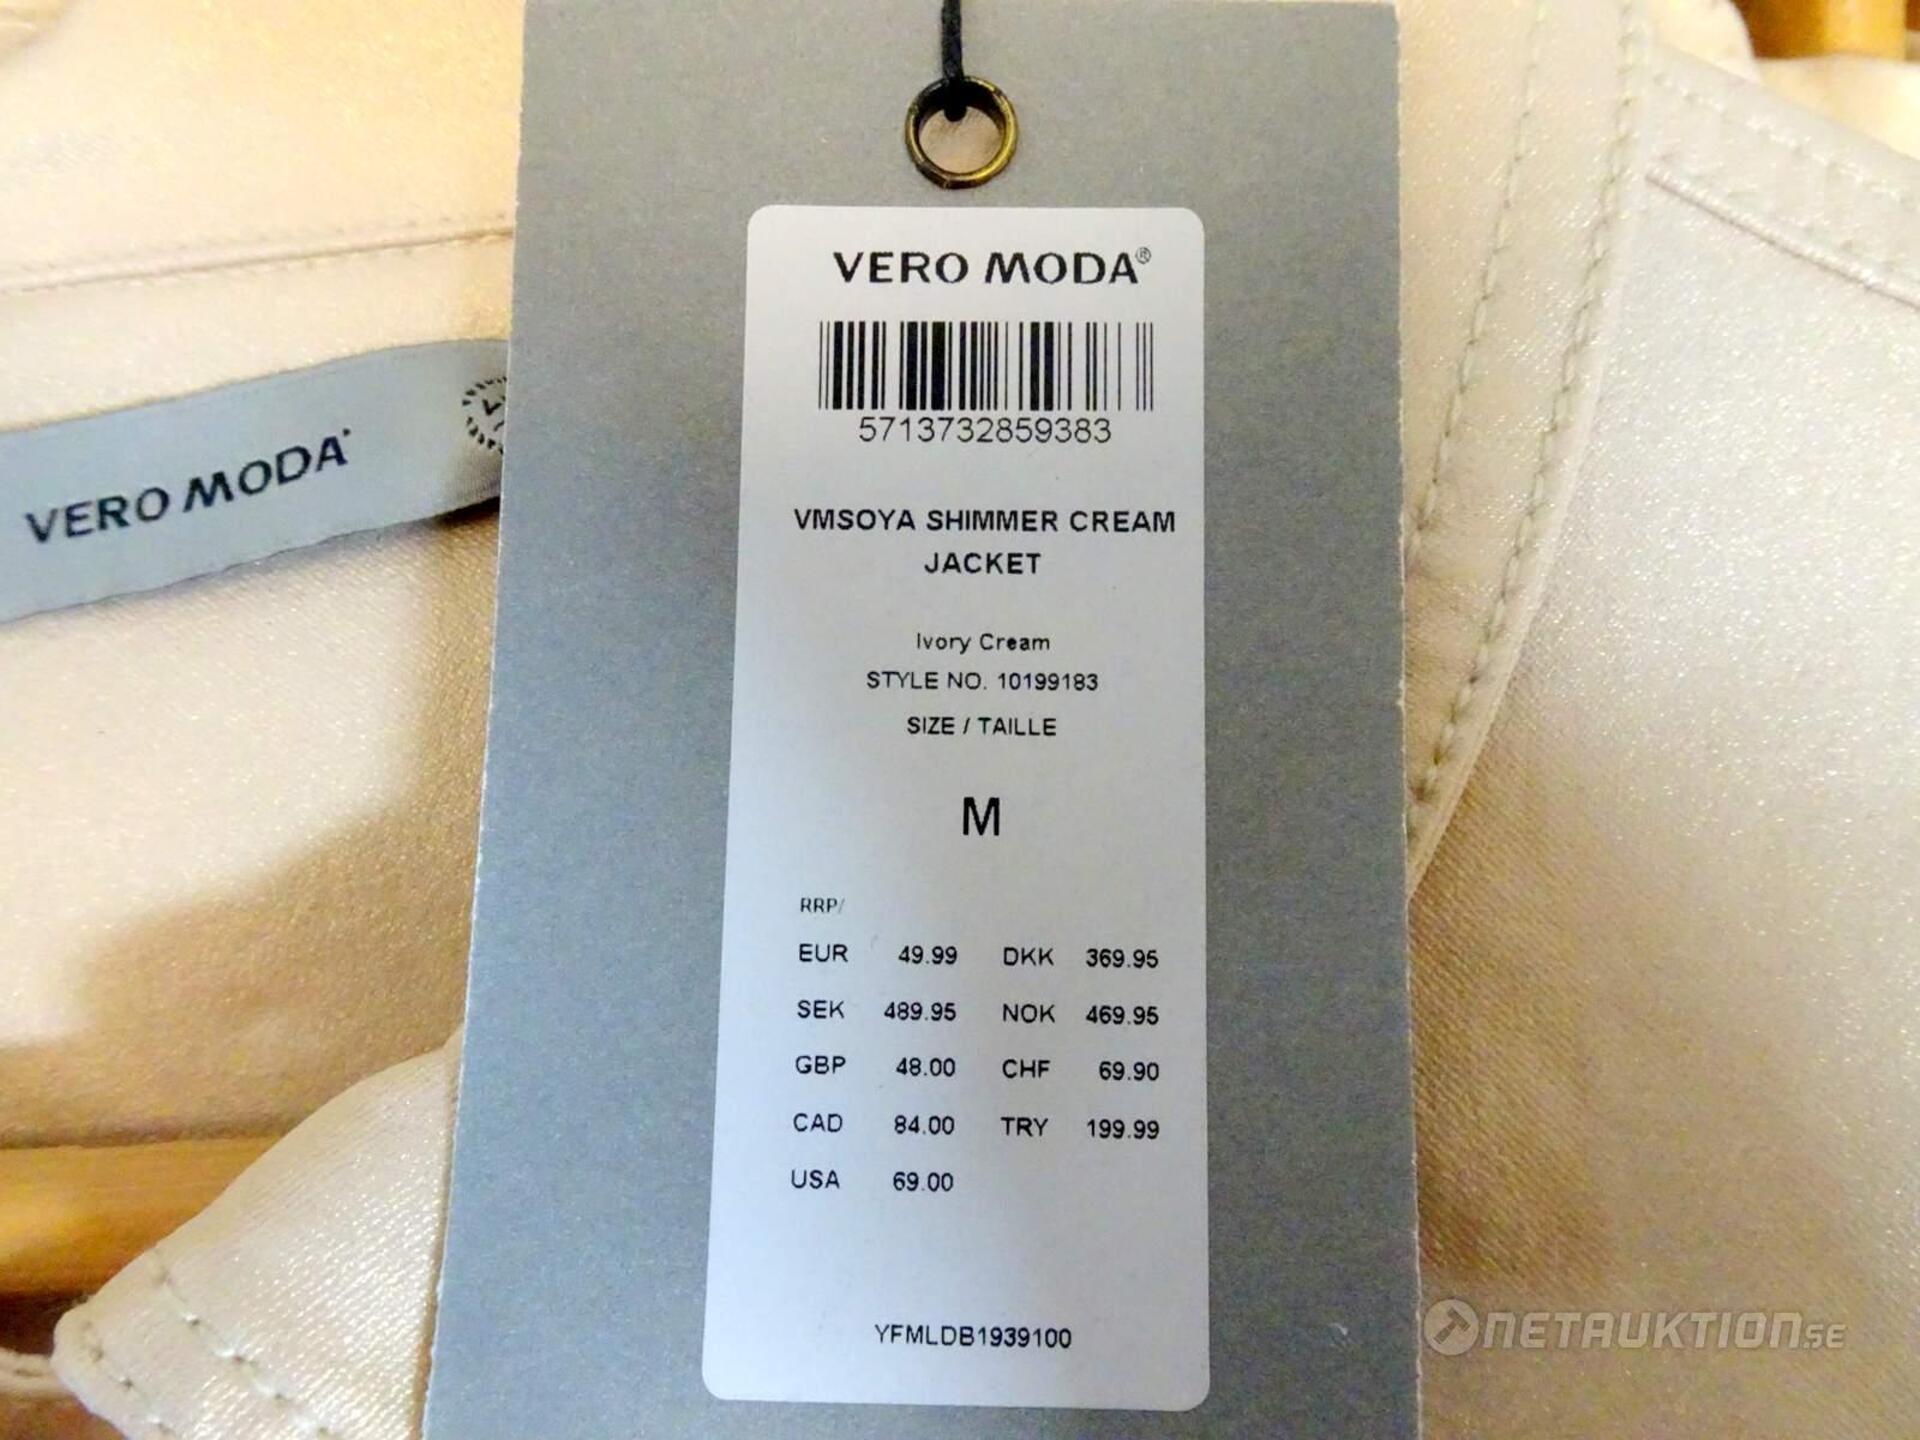 VERO MODA®
5713732859383
VMSOYA SHIMMER CREAM
JACKET
Ivory Cream
STYLE NO. 10199183
SIZE / TAILLE
M
RRP/
EUR 49.99 DKK 369.95
SEK 489.95 NOK 469.95
GBP 48.00 CHF 69.90
CAD 84.00 TRY 199.99
USA 69.00
YFMLDB1939100
VERO MODA
NETAUKTION.SE